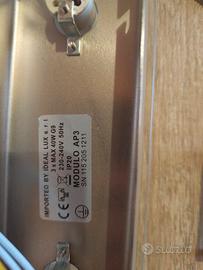 IMPORTED BY IDEAL LUX s.r.l
3 x MAX 40W G9
230-240V 50Hz
IP20
MODULO AP3
SN 115 205 1211
SUBITO